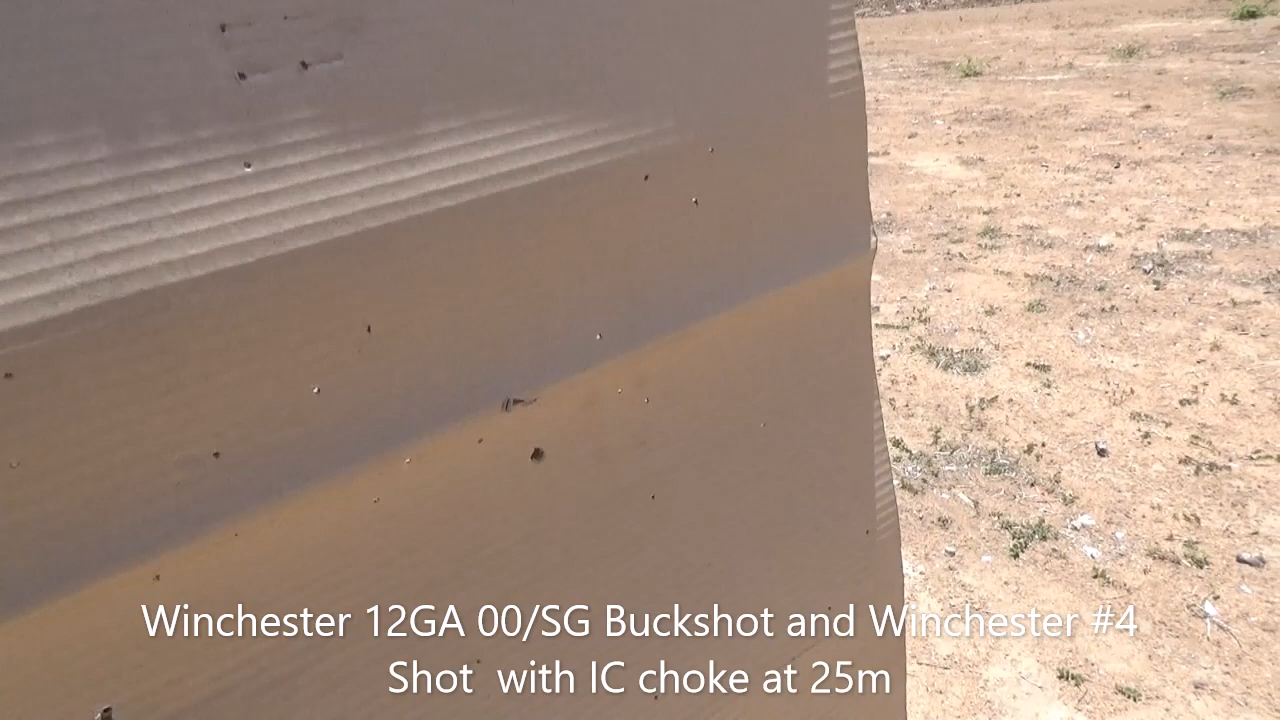 Winchester 12GA 00/SG Buckshot and Winchester #4
Shot  with IC choke at 25m